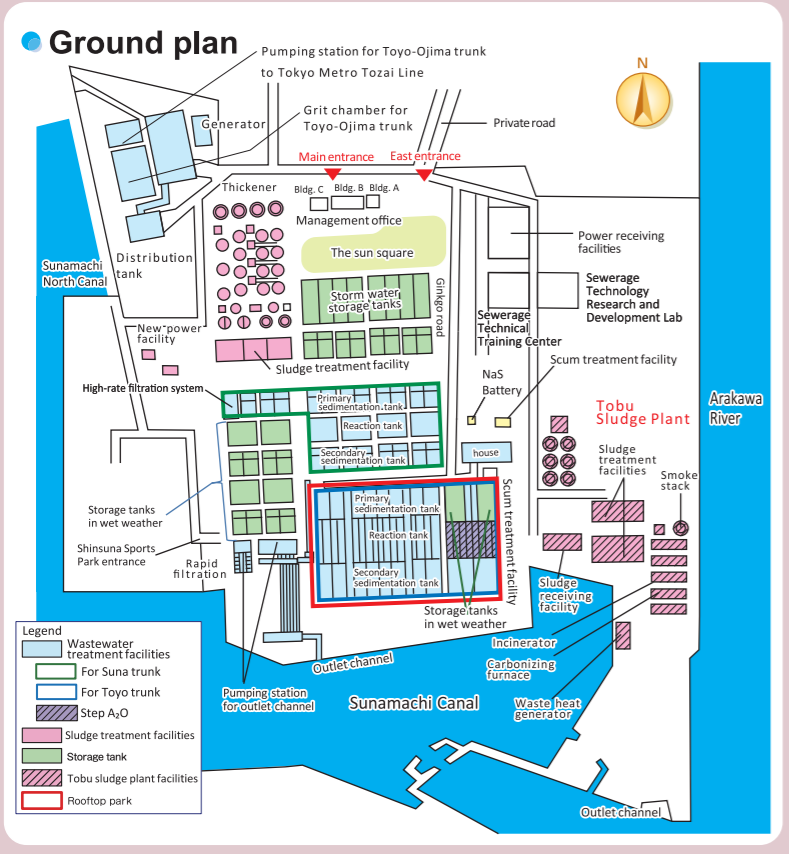 Ground plan
Pumping station for Toyo-Ojima trunk
to Tokyo Metro Tozai Line
N
Generator
Grit chamber for
Toyo-Ojima trunk
Private road
Main entrance
East entrance
Thickener
Bldg. C
Bldg. B
Bldg. A
Management office
The sun square
Power receiving
facilities
Distribution
tank
Sunamachi
North Canal
Storm water
storage tanks
Ginkgo road
Sewerage
Technology
Research and
Development Lab
Sewerage
Technical
Training Center
New power
facility
Sludge treatment facility
Scum treatment facility
NaS
Battery
High-rate filtration system
Primary
sedimentation tank
Reaction tank
Secondary
sedimentation tank
house
Tobu
Sludge Plant
Arakawa
River
Sludge
treatment
facilities
Smoke
stack
Storage tanks
in wet weather
Shinsuna Sports
Park entrance
Rapid
filtration
Primary
sedimentation tank
Reaction tank
Secondary
sedimentation tank
Scum treatment facility
Storage tanks
in wet weather
Sludge
receiving
facility
Incinerator
Carbonizing
furnace
Waste heat
generator
Outlet channel
Pumping station
for outlet channel
Sunamachi Canal
Outlet channel
Legend
Wastewater
treatment facilities
For Suna trunk
For Toyo trunk
Step A₂O
Sludge treatment facilities
Storage tank
Tobu sludge plant facilities
Rooftop park